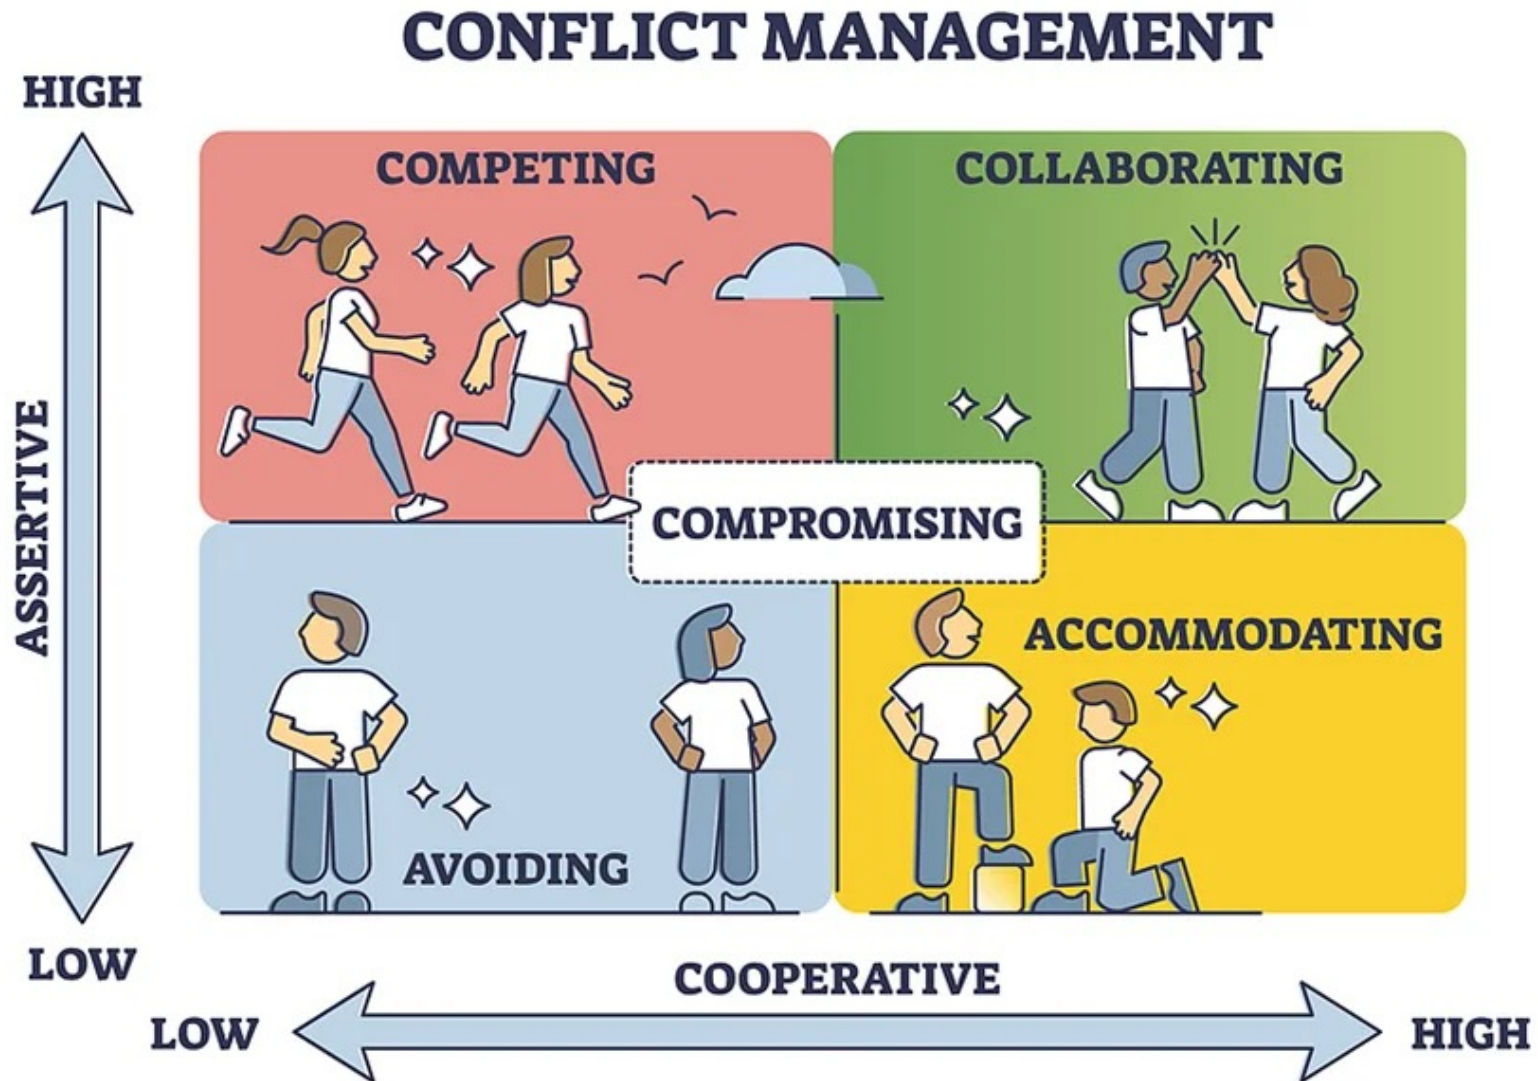 CONFLICT MANAGEMENT
HIGH
COMPETING
COLLABORATING
ASSERTIVE
COMPROMISING
ACCOMMODATING
AVOIDING
LOW
COOPERATIVE
LOW
HIGH